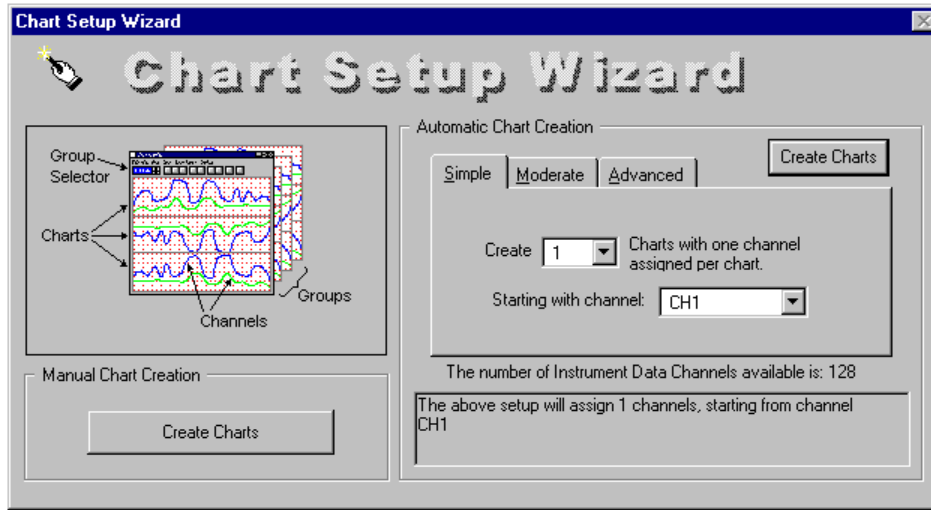 Chart Setup Wizard
Chart Setup Wizard
Group
Selector
Charts
Channels
Groups
Manual Chart Creation
Create Charts
Automatic Chart Creation
Create Charts
Simple
Moderate
Advanced
Create
1
Charts with one channel
assigned per chart.
Starting with channel:
CH1
The number of Instrument Data Channels available is: 128
The above setup will assign 1 channels, starting from channel
CH1